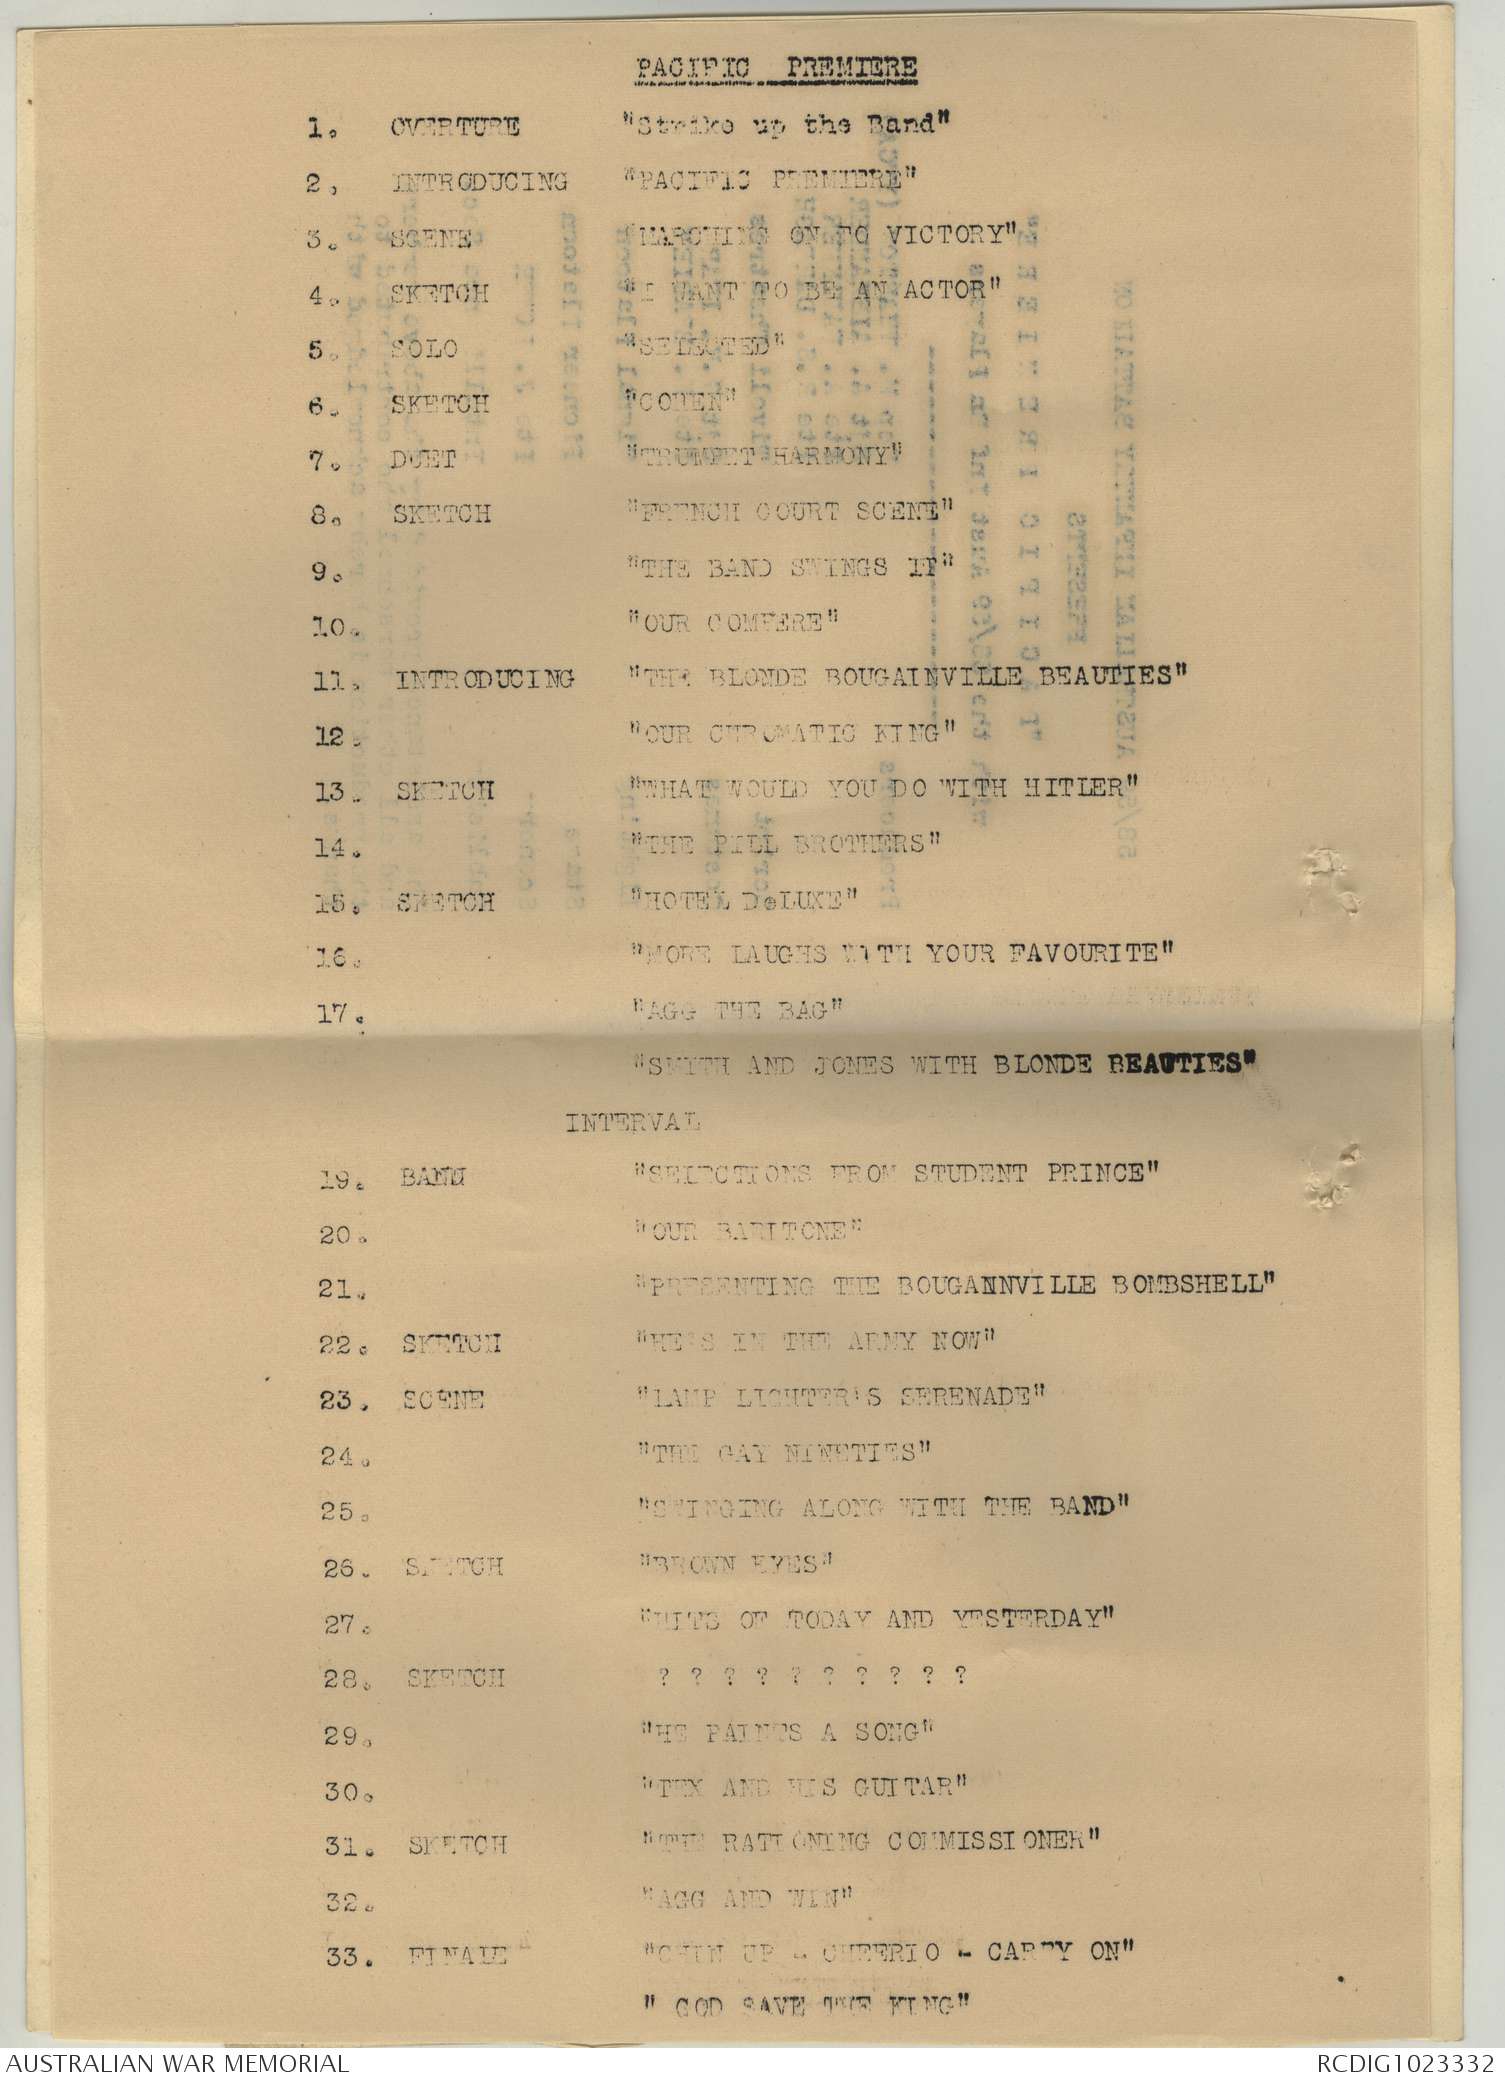 PACIFIC PREMIERE
1. OVERTURE "Strike up the Band"
2, INTRODUCING "PACIFIC PREMIERE"
3. SCENE "MARCHING ON TO VICTORY"
4. SKETCH "I WANT TO BE AN ACTOR"
5. SOLO "SELECTED"
6. SKETCH "COHEN"
7. DUET "TRUMPET HARMONY"
8. SKETCH "FRENCH COURT SCENE"
9. "THE BAND SWINGS IT"
10. "OUR COMPERE"
11. INTRODUCING "THE BLONDE BOUGAINVILLE BEAUTIES"
12. "OUR CHROMATIC KING"
13. SKETCH "WHAT WOULD YOU DO WITH HITLER"
14. "THE PILL BROTHERS"
15. SKETCH "HOTEL DeLUXE"
16. "MORE LAUGHS WITH YOUR FAVOURITE"
17. "AGG THE BAG"
"SMITH AND JONES WITH BLONDE BEAUTIES"
INTERVAL
19. BAND "SELECTIONS FROM STUDENT PRINCE"
20. "OUR BARITONE"
21. "PRESENTING THE BOUGANNVILLE BOMBSHELL"
22. SKETCH "HE'S IN THE ARMY NOW"
23. SCENE "LAMP LIGHTER'S SERENADE"
24. "THE GAY NINETIES"
25. "SWINGING ALONG WITH THE BAND"
26. SKETCH "BROWN EYES"
27. "HITS OF TODAY AND YESTERDAY"
28. SKETCH ? ? ? ? ? ? ? ? ? ?
29. "HE PAINTS A SONG"
30. "TEX AND HIS GUITAR"
31. SKETCH "THE RATIONING COMMISSIONER"
32. "AGG AND WIN"
33. FINALE "CHIN UP - CHEERIO - CARRY ON"
" GOD SAVE THE KING"
AUSTRALIAN WAR MEMORIAL RCDIG1023332